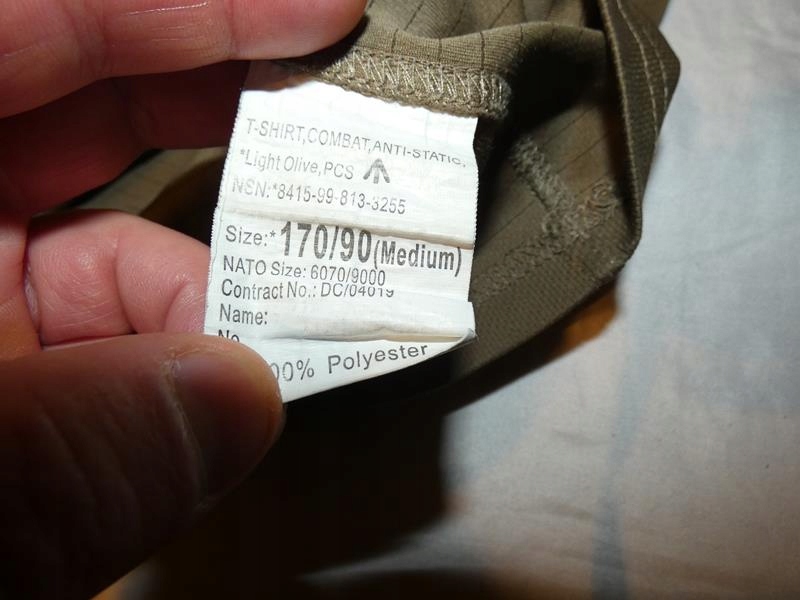 T-SHIRT,COMBAT,ANTI-STATIC,
*Light Olive,PCS
NSN:*8415-99-813-3255
Size:*170/90(Medium)
NATO Size: 6070/9000
Contract No.: DC/04019
Name:
No
00% Polyester